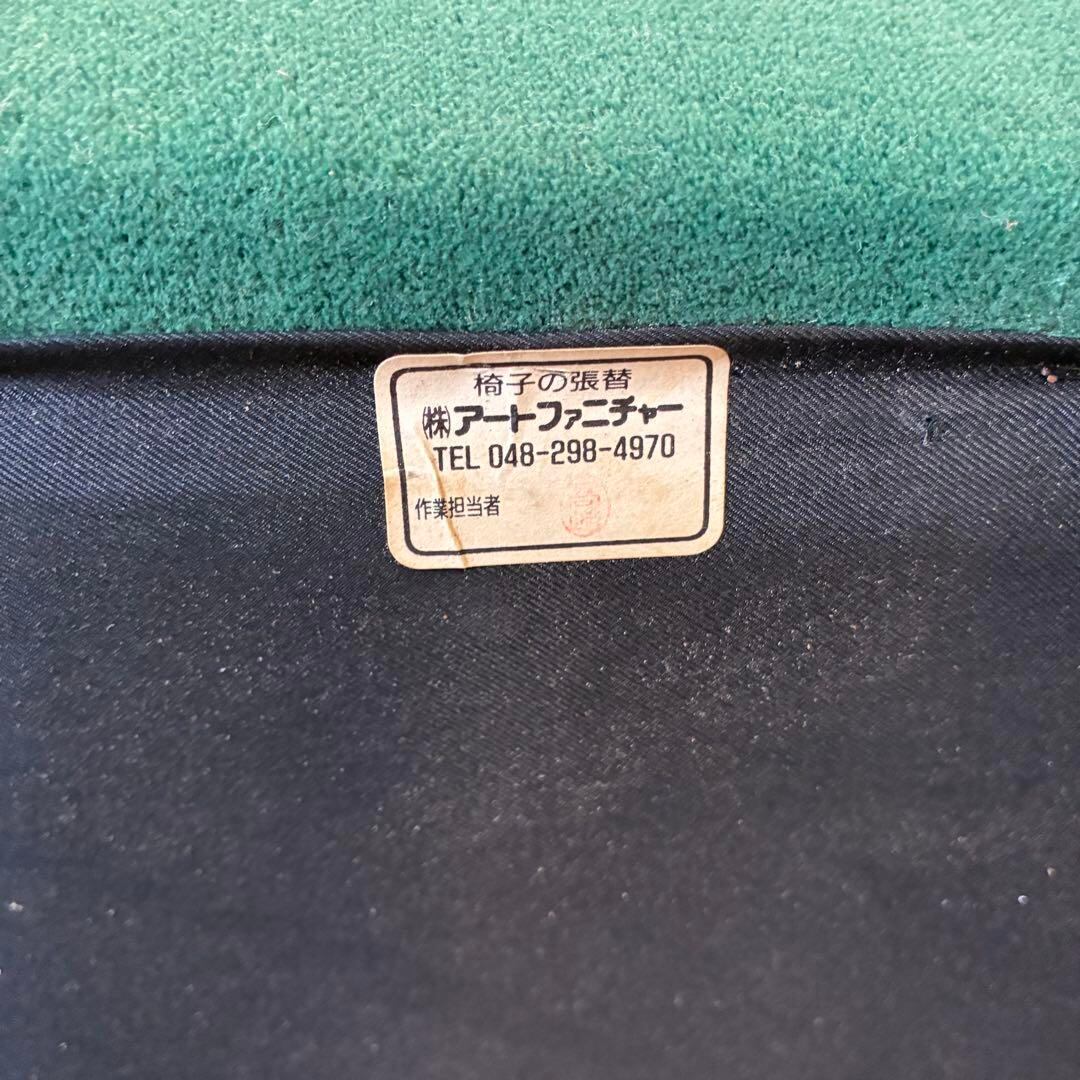 椅子の張替
㈱アートファニチャー
TEL 048-298-4970
作業担当者